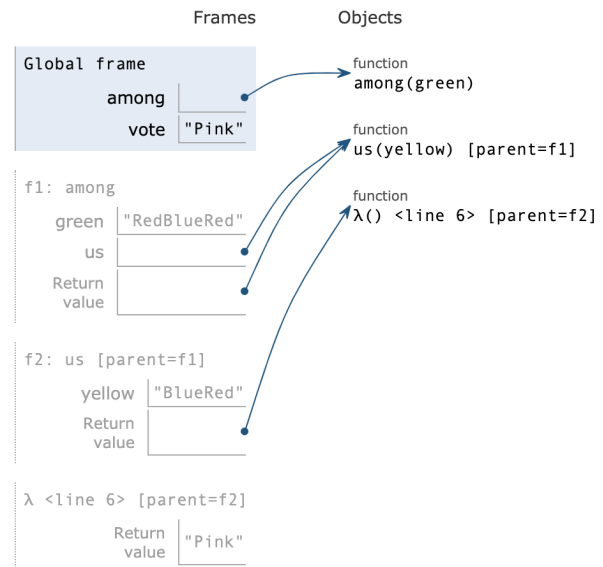 Frames Objects
Global frame
among
vote "Pink"
function
among(green)
function
us(yellow) [parent=f1]
function
λ() <line 6> [parent=f2]
f1: among
green "RedBlueRed"
us
Return
value
f2: us [parent=f1]
yellow "BlueRed"
Return
value
λ <line 6> [parent=f2]
Return
value "Pink"